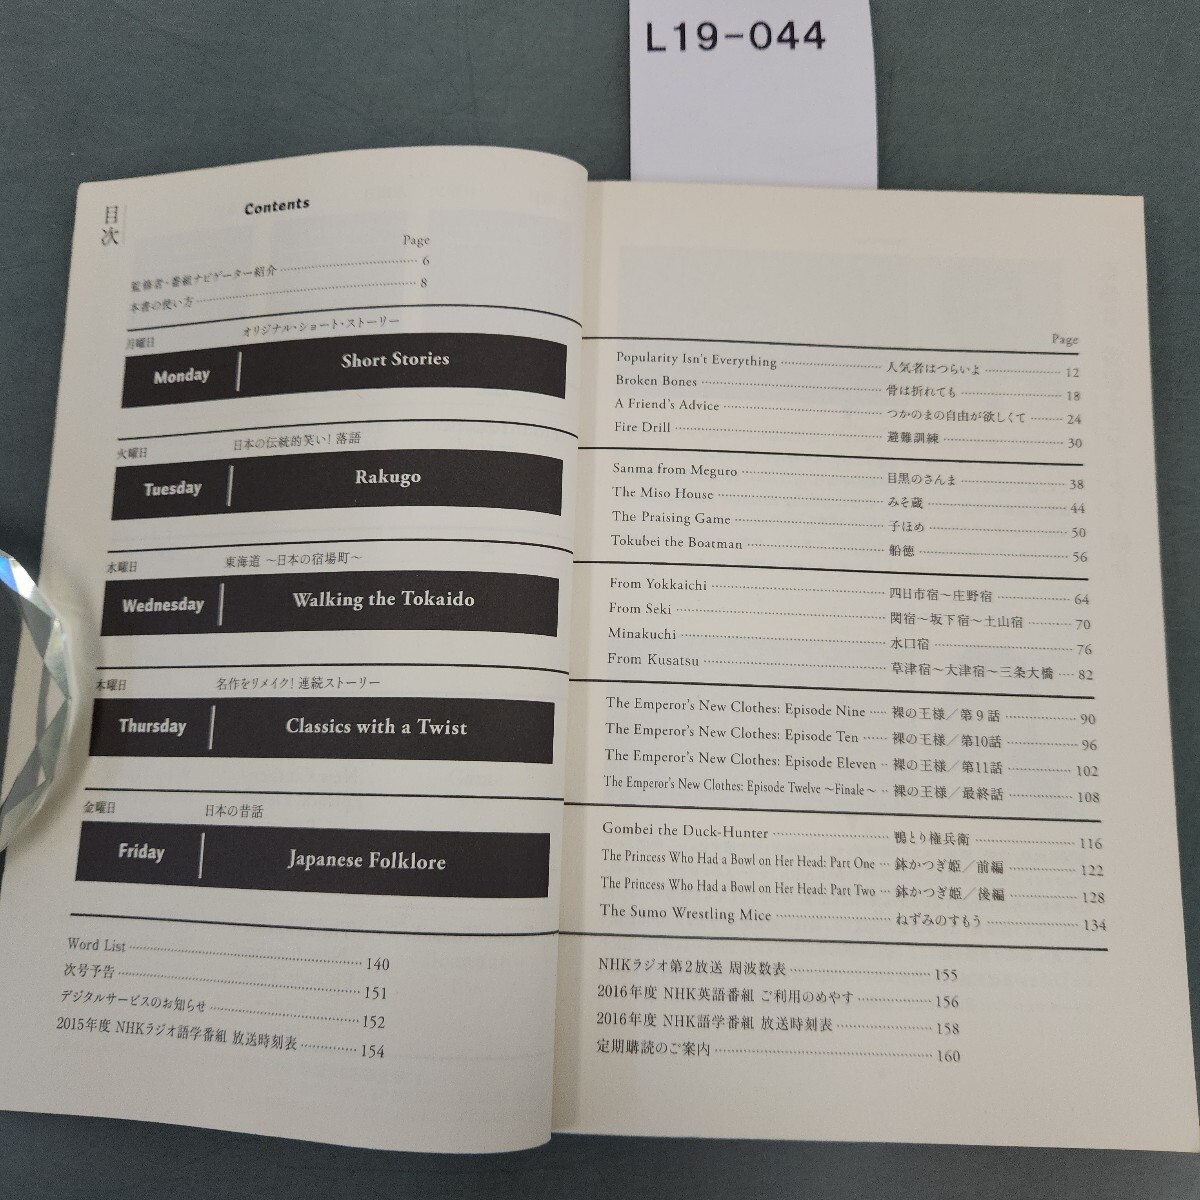 L19-044
目次
Contents
Page
監修者・番組ナビゲーター紹介 6
本書の使い方 8
月曜日 オリジナル・ショート・ストーリー
Monday Short Stories
火曜日 日本の伝統的笑い! 落語
Tuesday Rakugo
水曜日 東海道 ～日本の宿場町～
Wednesday Walking the Tokaido
木曜日 名作をリメイク! 連続ストーリー
Thursday Classics with a Twist
金曜日 日本の昔話
Friday Japanese Folklore
Word List 140
次号予告 151
デジタルサービスのお知らせ 152
2015年度 NHKラジオ語学番組 放送時刻表 154
Page
Popularity Isn't Everything 人気者はつらいよ 12
Broken Bones 骨は折れても 18
A Friend's Advice つかのまの自由が欲しくて 24
Fire Drill 避難訓練 30
Sanma from Meguro 目黒のさんま 38
The Miso House みそ蔵 44
The Praising Game 子ほめ 50
Tokubei the Boatman 船徳 56
From Yokkaichi 四日市宿～庄野宿 64
From Seki 関宿～坂下宿～土山宿 70
Minakuchi 水口宿 76
From Kusatsu 草津宿～大津宿～三条大橋 82
The Emperor's New Clothes: Episode Nine 裸の王様／第9話 90
The Emperor's New Clothes: Episode Ten 裸の王様／第10話 96
The Emperor's New Clothes: Episode Eleven 裸の王様／第11話 102
The Emperor's New Clothes: Episode Twelve ～Finale～ 裸の王様／最終話 108
Gombei the Duck-Hunter 鴨とり権兵衛 116
The Princess Who Had a Bowl on Her Head: Part One 鉢かつぎ姫／前編 122
The Princess Who Had a Bowl on Her Head: Part Two 鉢かつぎ姫／後編 128
The Sumo Wrestling Mice ねずみのすもう 134
NHKラジオ第2放送 周波数表 155
2016年度 NHK英語番組 ご利用のめやす 156
2016年度 NHK語学番組 放送時刻表 158
定期購読のご案内 160